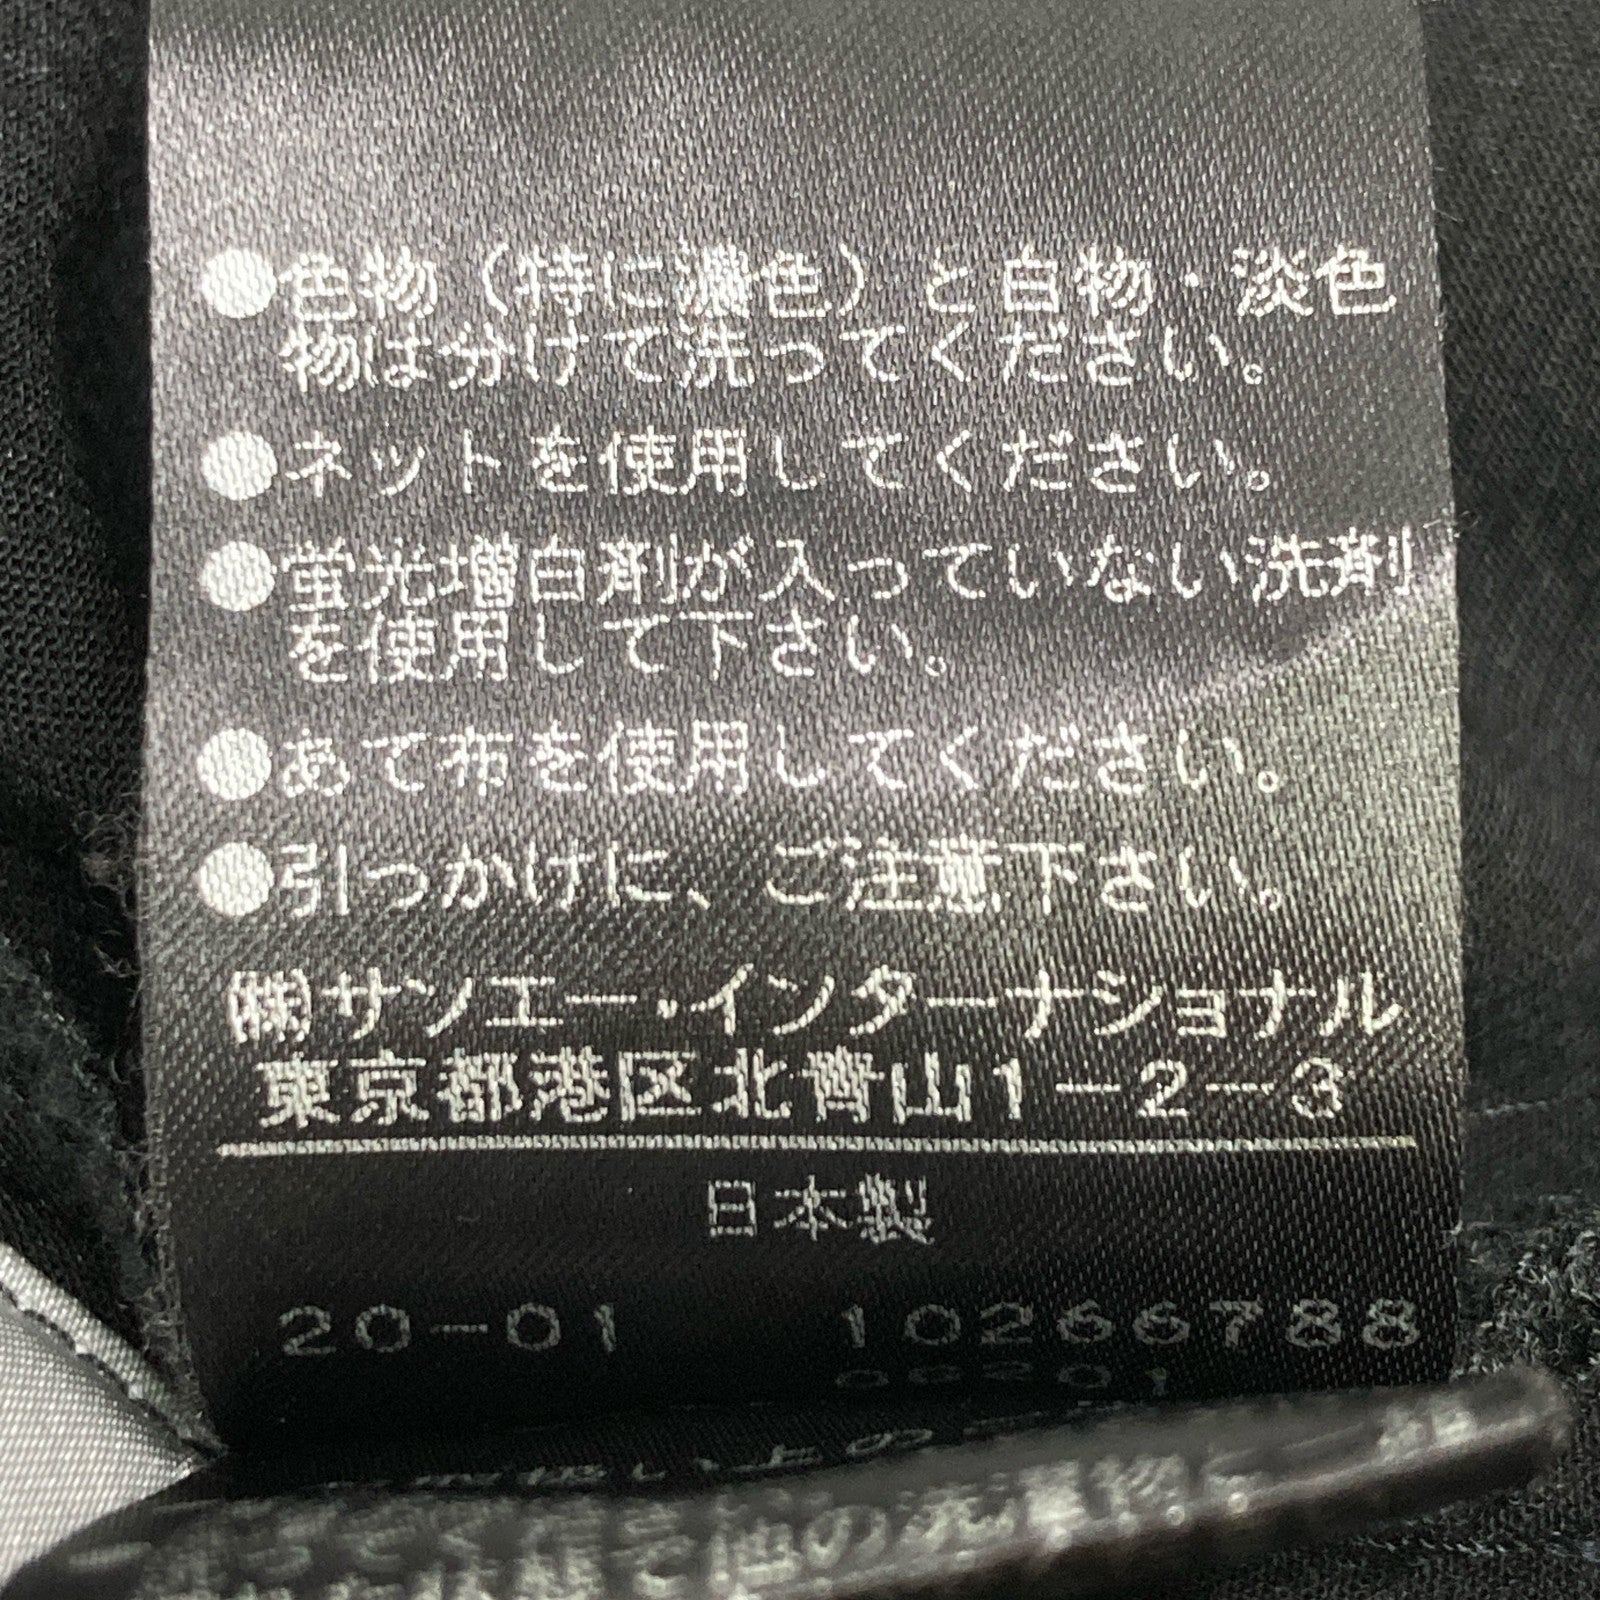 ●色物（特に濃色）と白物・淡色
物は分けて洗ってください。
●ネットを使用してください。
●蛍光増白剤が入っていない洗剤
を使用して下さい。
●あて布を使用してください。
●引っかけに、ご注意下さい。
㈱サンエー・インターナショナル
東京都港区北青山1-2-3
日本製
20-01 10266788
他の洗濯物